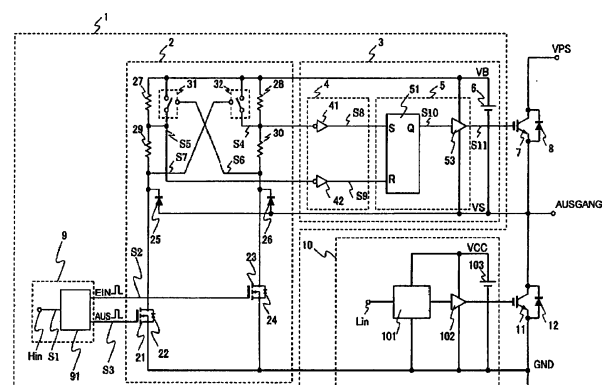 1
2
3
VPS
27
31
32
28
4
41
51
5
VB
6
S8
S10
S
Q
29
S5
S7
S4
S6
30
53
S11
7
8
42
S9
R
VS
AUSGANG
25
26
10
VCC
9
S2
23
103
EIN
24
Lin
AUS
Hin
S1
91
S3
21
22
101
102
11
12
GND